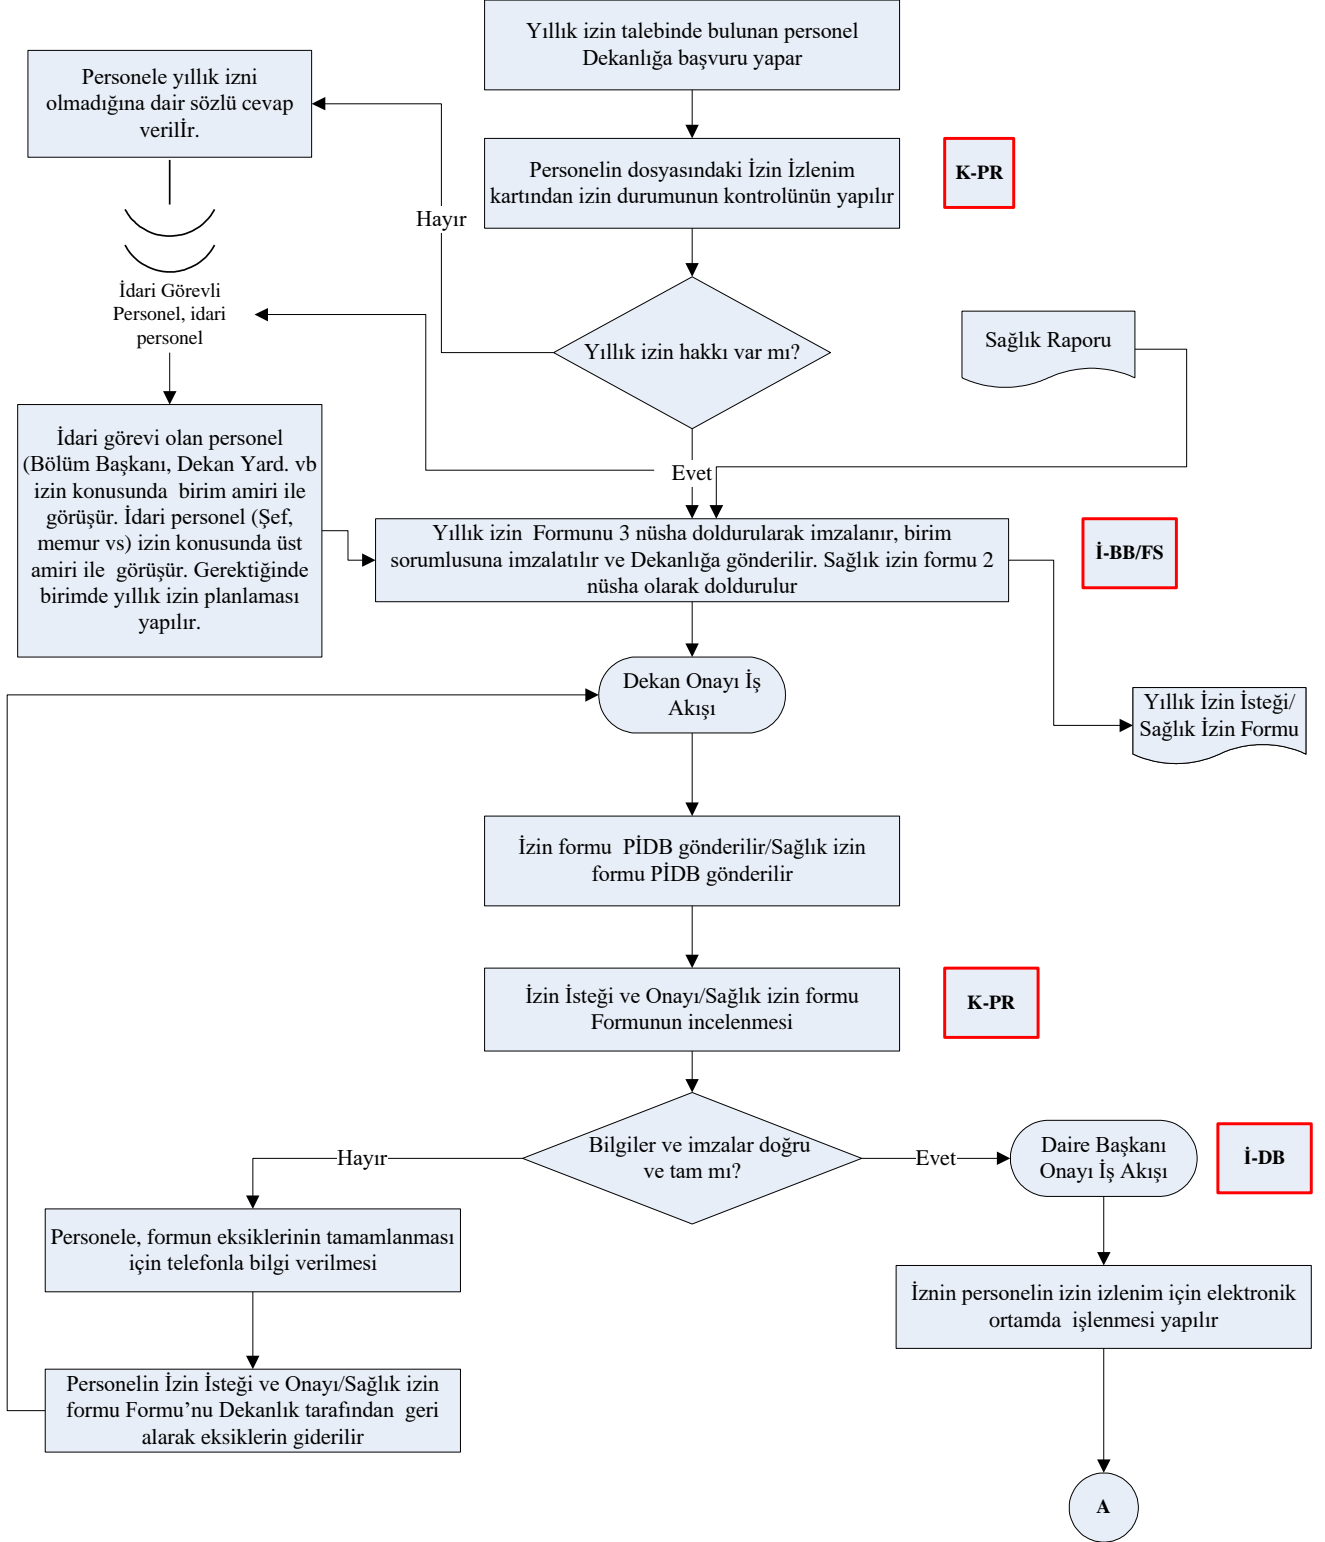 Yıllık izin talebinde bulunan personel
Dekanlığa başvuru yapar
Personele yıllık izni
olmadığına dair sözlü cevap
verilİr.
Personelin dosyasındaki İzin İzlenim
kartından izin durumunun kontrolünün yapılır
K-PR
Hayır
İdari Görevli
Personel, idari
personel
Yıllık izin hakkı var mı?
Sağlık Raporu
Evet
İdari görevi olan personel
(Bölüm Başkanı, Dekan Yard. vb
izin konusunda  birim amiri ile
görüşür. İdari personel (Şef,
memur vs) izin konusunda üst
amiri ile  görüşür. Gerektiğinde
birimde yıllık izin planlaması
yapılır.
Yıllık izin  Formunu 3 nüsha doldurularak imzalanır, birim
sorumlusuna imzalatılır ve Dekanlığa gönderilir. Sağlık izin formu 2
nüsha olarak doldurulur
İ-BB/FS
Dekan Onayı İş
Akışı
Yıllık İzin İsteği/
Sağlık İzin Formu
İzin formu  PİDB gönderilir/Sağlık izin
formu PİDB gönderilir
İzin İsteği ve Onayı/Sağlık izin formu
Formunun incelenmesi
K-PR
Bilgiler ve imzalar doğru
ve tam mı?
Hayır
Evet
Daire Başkanı
Onayı İş Akışı
İ-DB
Personele, formun eksiklerinin tamamlanması
için telefonla bilgi verilmesi
İznin personelin izin izlenim için elektronik
ortamda  işlenmesi yapılır
Personelin İzin İsteği ve Onayı/Sağlık izin
formu Formu’nu Dekanlık tarafından  geri
alarak eksiklerin giderilir
A